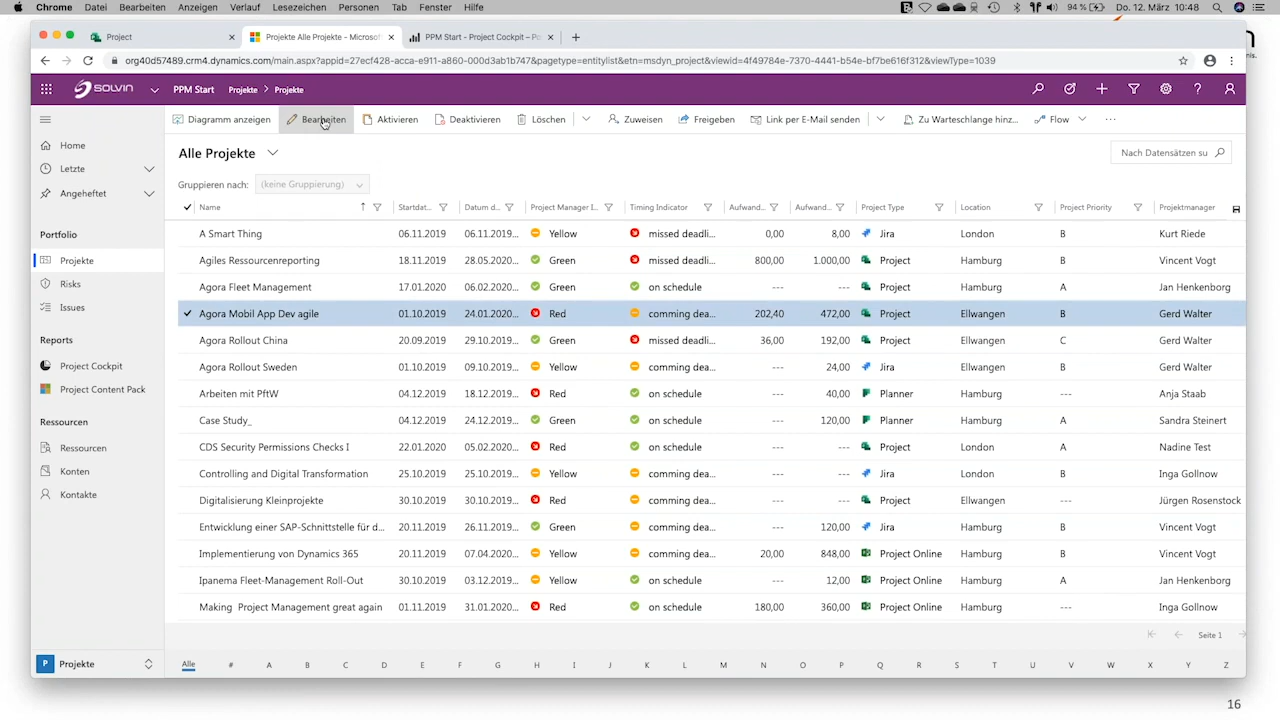 Chrome Datei Bearbeiten Anzeigen Verlauf Lesezeichen Personen Tab Fenster Hilfe 94 % Do. 12. März 10:48
Project Projekte Alle Projekte - Microsof PPM Start - Project Cockpit – Po
org40d57489.crm4.dynamics.com/main.aspx?appid=27ecf428-acca-e911-a860-000d3ab1b747&pagetype=entitylist&etn=msdyn_project&viewid=4f49784e-7370-4441-b54e-bf7be616f312&viewType=1039
SOLVIN PPM Start Projekte > Projekte
Diagramm anzeigen Bearbeiten Aktivieren Deaktivieren Löschen Zuweisen Freigeben Link per E-Mail senden Zu Warteschlange hinz... Flow ...
Home
Letzte
Angeheftet
Portfolio
Projekte
Risks
Issues
Reports
Project Cockpit
Project Content Pack
Ressourcen
Ressourcen
Konten
Kontakte
P Projekte
Alle Projekte
Nach Datensätzen su
Gruppieren nach: (keine Gruppierung)
Name Startdat... Datum d... Project Manager I... Timing Indicator Aufwand... Aufwand... Project Type Location Project Priority Projektmanager
A Smart Thing 06.11.2019 06.11.2019... Yellow missed deadli... 0,00 8,00 Jira London B Kurt Riede
Agiles Ressourcenreporting 18.11.2019 28.05.2020... Green missed deadli... 800,00 1.000,00 Project Hamburg B Vincent Vogt
Agora Fleet Management 17.01.2020 06.02.2020... Green on schedule --- --- Project Hamburg A Jan Henkenborg
Agora Mobil App Dev agile 01.10.2019 24.01.2020... Red comming dea... 202,40 472,00 Project Ellwangen B Gerd Walter
Agora Rollout China 20.09.2019 29.10.2019... Green missed deadli... 36,00 192,00 Project Ellwangen C Gerd Walter
Agora Rollout Sweden 01.10.2019 09.10.2019... Yellow comming dea... --- 24,00 Jira Ellwangen B Gerd Walter
Arbeiten mit PftW 04.12.2019 18.12.2019... Red on schedule --- 40,00 Planner Hamburg --- Anja Staab
Case Study_ 04.12.2019 24.12.2019... Green on schedule --- 120,00 Planner Hamburg A Sandra Steinert
CDS Security Permissions Checks I 22.01.2020 05.02.2020... Red on schedule --- --- Project London A Nadine Test
Controlling and Digital Transformation 25.10.2019 25.10.2019... Yellow comming dea... --- --- Jira London B Inga Gollnow
Digitalisierung Kleinprojekte 30.10.2019 30.10.2019... Red comming dea... --- --- Project Ellwangen --- Jürgen Rosenstock
Entwicklung einer SAP-Schnittstelle für d... 20.11.2019 26.11.2019... Green comming dea... --- 120,00 Jira Hamburg B Vincent Vogt
Implementierung von Dynamics 365 20.11.2019 07.04.2020... Yellow comming dea... 20,00 848,00 Project Online Hamburg B Vincent Vogt
Ipanema Fleet-Management Roll-Out 30.10.2019 03.12.2019... Yellow on schedule --- 12,00 Project Online Hamburg A Jan Henkenborg
Making Project Management great again 01.11.2019 31.01.2020... Red on schedule 180,00 360,00 Project Online Hamburg --- Inga Gollnow
Seite 1
Alle # A B C D E F G H I J K L M N O P Q R S T U V W X Y Z
16